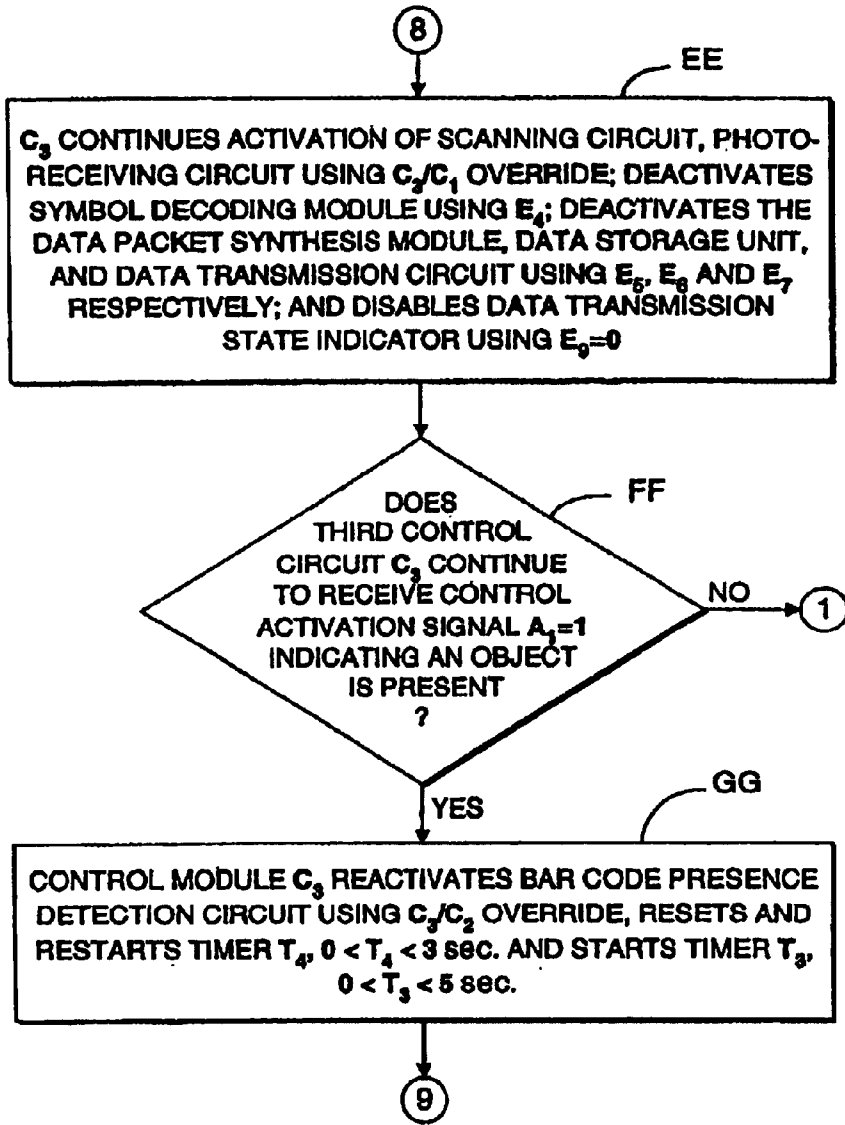 8
EE
C₃ CONTINUES ACTIVATION OF SCANNING CIRCUIT, PHOTO-
RECEIVING CIRCUIT USING C₃/C₁ OVERRIDE; DEACTIVATES
SYMBOL DECODING MODULE USING E₄; DEACTIVATES THE
DATA PACKET SYNTHESIS MODULE, DATA STORAGE UNIT,
AND DATA TRANSMISSION CIRCUIT USING E₅, E₆ AND E₇
RESPECTIVELY; AND DISABLES DATA TRANSMISSION
STATE INDICATOR USING E₉=0
FF
DOES
THIRD CONTROL
CIRCUIT C₃ CONTINUE
TO RECEIVE CONTROL
ACTIVATION SIGNAL A₁=1
INDICATING AN OBJECT
IS PRESENT
?
NO
1
YES
GG
CONTROL MODULE C₃ REACTIVATES BAR CODE PRESENCE
DETECTION CIRCUIT USING C₃/C₂ OVERRIDE, RESETS AND
RESTARTS TIMER T₄, 0 < T₄ < 3 sec. AND STARTS TIMER T₃,
0 < T₃ < 5 sec.
9